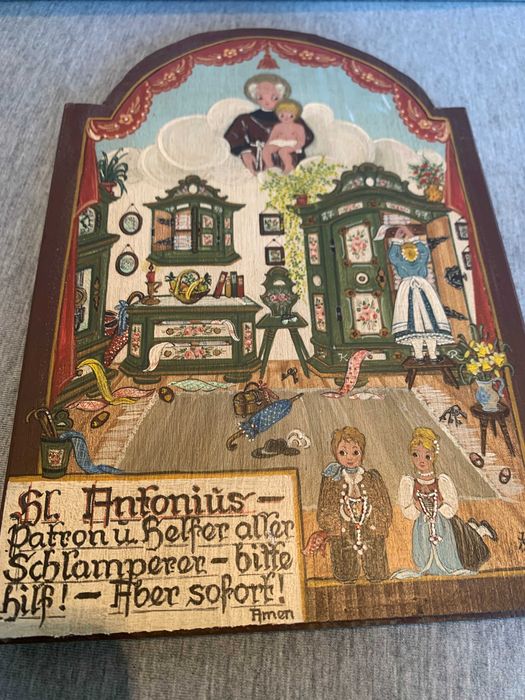 K R
Hl. Antonius –
Patron u. Helfer aller
Schlamperer – bitte
hilf! – Aber sofort!
Amen